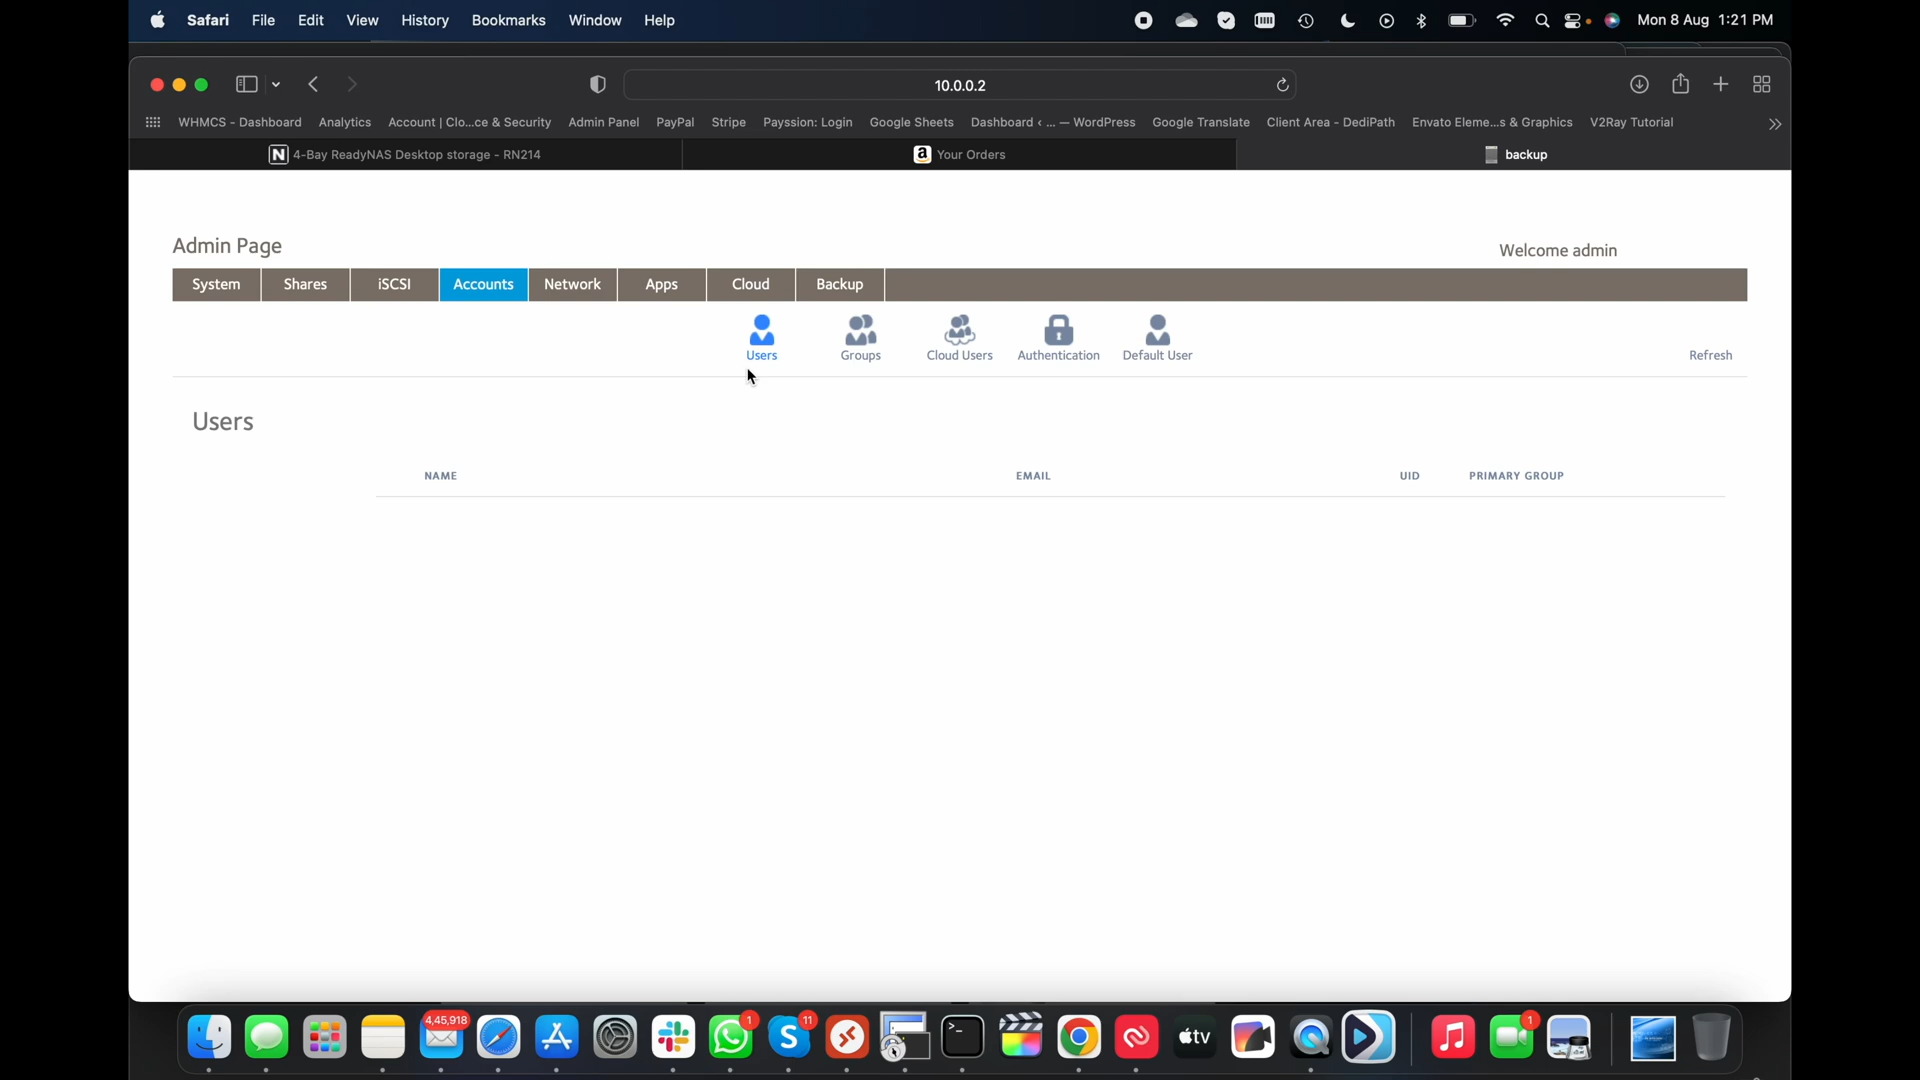 Safari File Edit View History Bookmarks Window Help Mon 8 Aug 1:21 PM
10.0.0.2
WHMCS - Dashboard Analytics Account | Clo...ce & Security Admin Panel PayPal Stripe Payssion: Login Google Sheets Dashboard < ... — WordPress Google Translate Client Area - DediPath Envato Eleme...s & Graphics V2Ray Tutorial
N 4-Bay ReadyNAS Desktop storage - RN214 a Your Orders backup
Admin Page Welcome admin
System Shares iSCSI Accounts Network Apps Cloud Backup
Users Groups Cloud Users Authentication Default User Refresh
Users
NAME EMAIL UID PRIMARY GROUP
4,45,918 1 11 1
S >_ tv